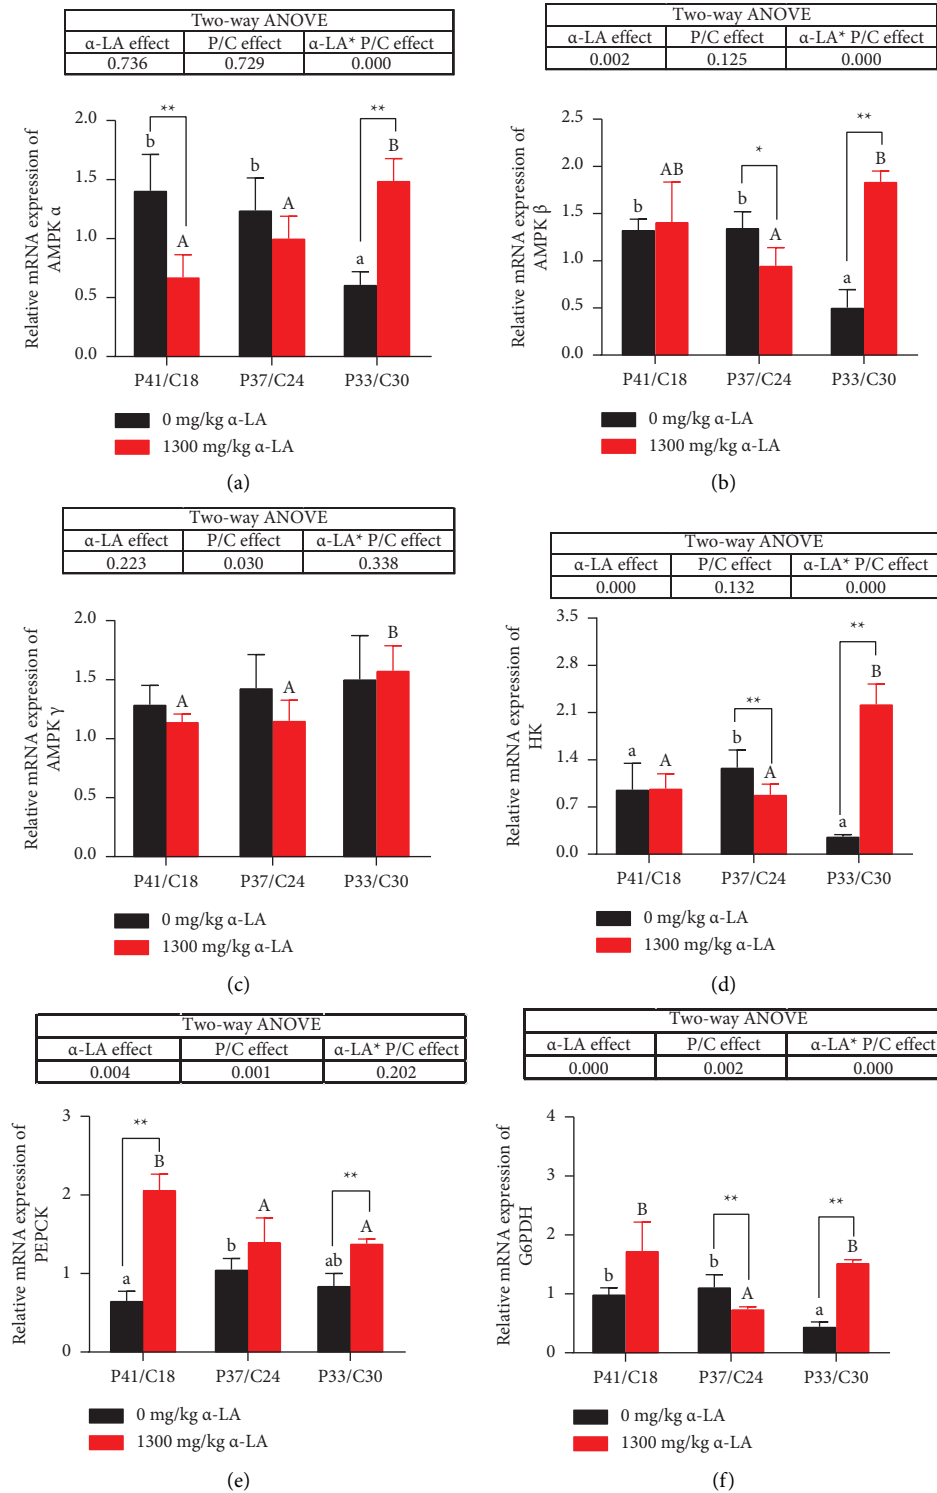 Two-way ANOVE
α-LA effect P/C effect α-LA* P/C effect
0.736 0.729 0.000
Relative mRNA expression of
AMPK α
2.0
1.5
1.0
0.5
0.0
** **
b A b A a B
P41/C18 P37/C24 P33/C30
0 mg/kg α-LA
1300 mg/kg α-LA
(a)
Two-way ANOVE
α-LA effect P/C effect α-LA* P/C effect
0.002 0.125 0.000
Relative mRNA expression of
AMPK β
2.5
2.0
1.5
1.0
0.5
0.0
* **
b AB b A a B
P41/C18 P37/C24 P33/C30
0 mg/kg α-LA
1300 mg/kg α-LA
(b)
Two-way ANOVE
α-LA effect P/C effect α-LA* P/C effect
0.223 0.030 0.338
Relative mRNA expression of
AMPK γ
2.0
1.5
1.0
0.5
0.0
A A B
P41/C18 P37/C24 P33/C30
0 mg/kg α-LA
1300 mg/kg α-LA
(c)
Two-way ANOVE
α-LA effect P/C effect α-LA* P/C effect
0.000 0.132 0.000
Relative mRNA expression of
HK
3.5
2.8
2.1
1.4
0.7
0.0
** **
a A b A a B
P41/C18 P37/C24 P33/C30
0 mg/kg α-LA
1300 mg/kg α-LA
(d)
Two-way ANOVE
α-LA effect P/C effect α-LA* P/C effect
0.004 0.001 0.202
Relative mRNA expression of
PEPCK
3
2
1
0
** **
a B b A ab A
P41/C18 P37/C24 P33/C30
0 mg/kg α-LA
1300 mg/kg α-LA
(e)
Two-way ANOVE
α-LA effect P/C effect α-LA* P/C effect
0.000 0.002 0.000
Relative mRNA expression of
G6PDH
4
3
2
1
0
** **
b B b A a B
P41/C18 P37/C24 P33/C30
0 mg/kg α-LA
1300 mg/kg α-LA
(f)